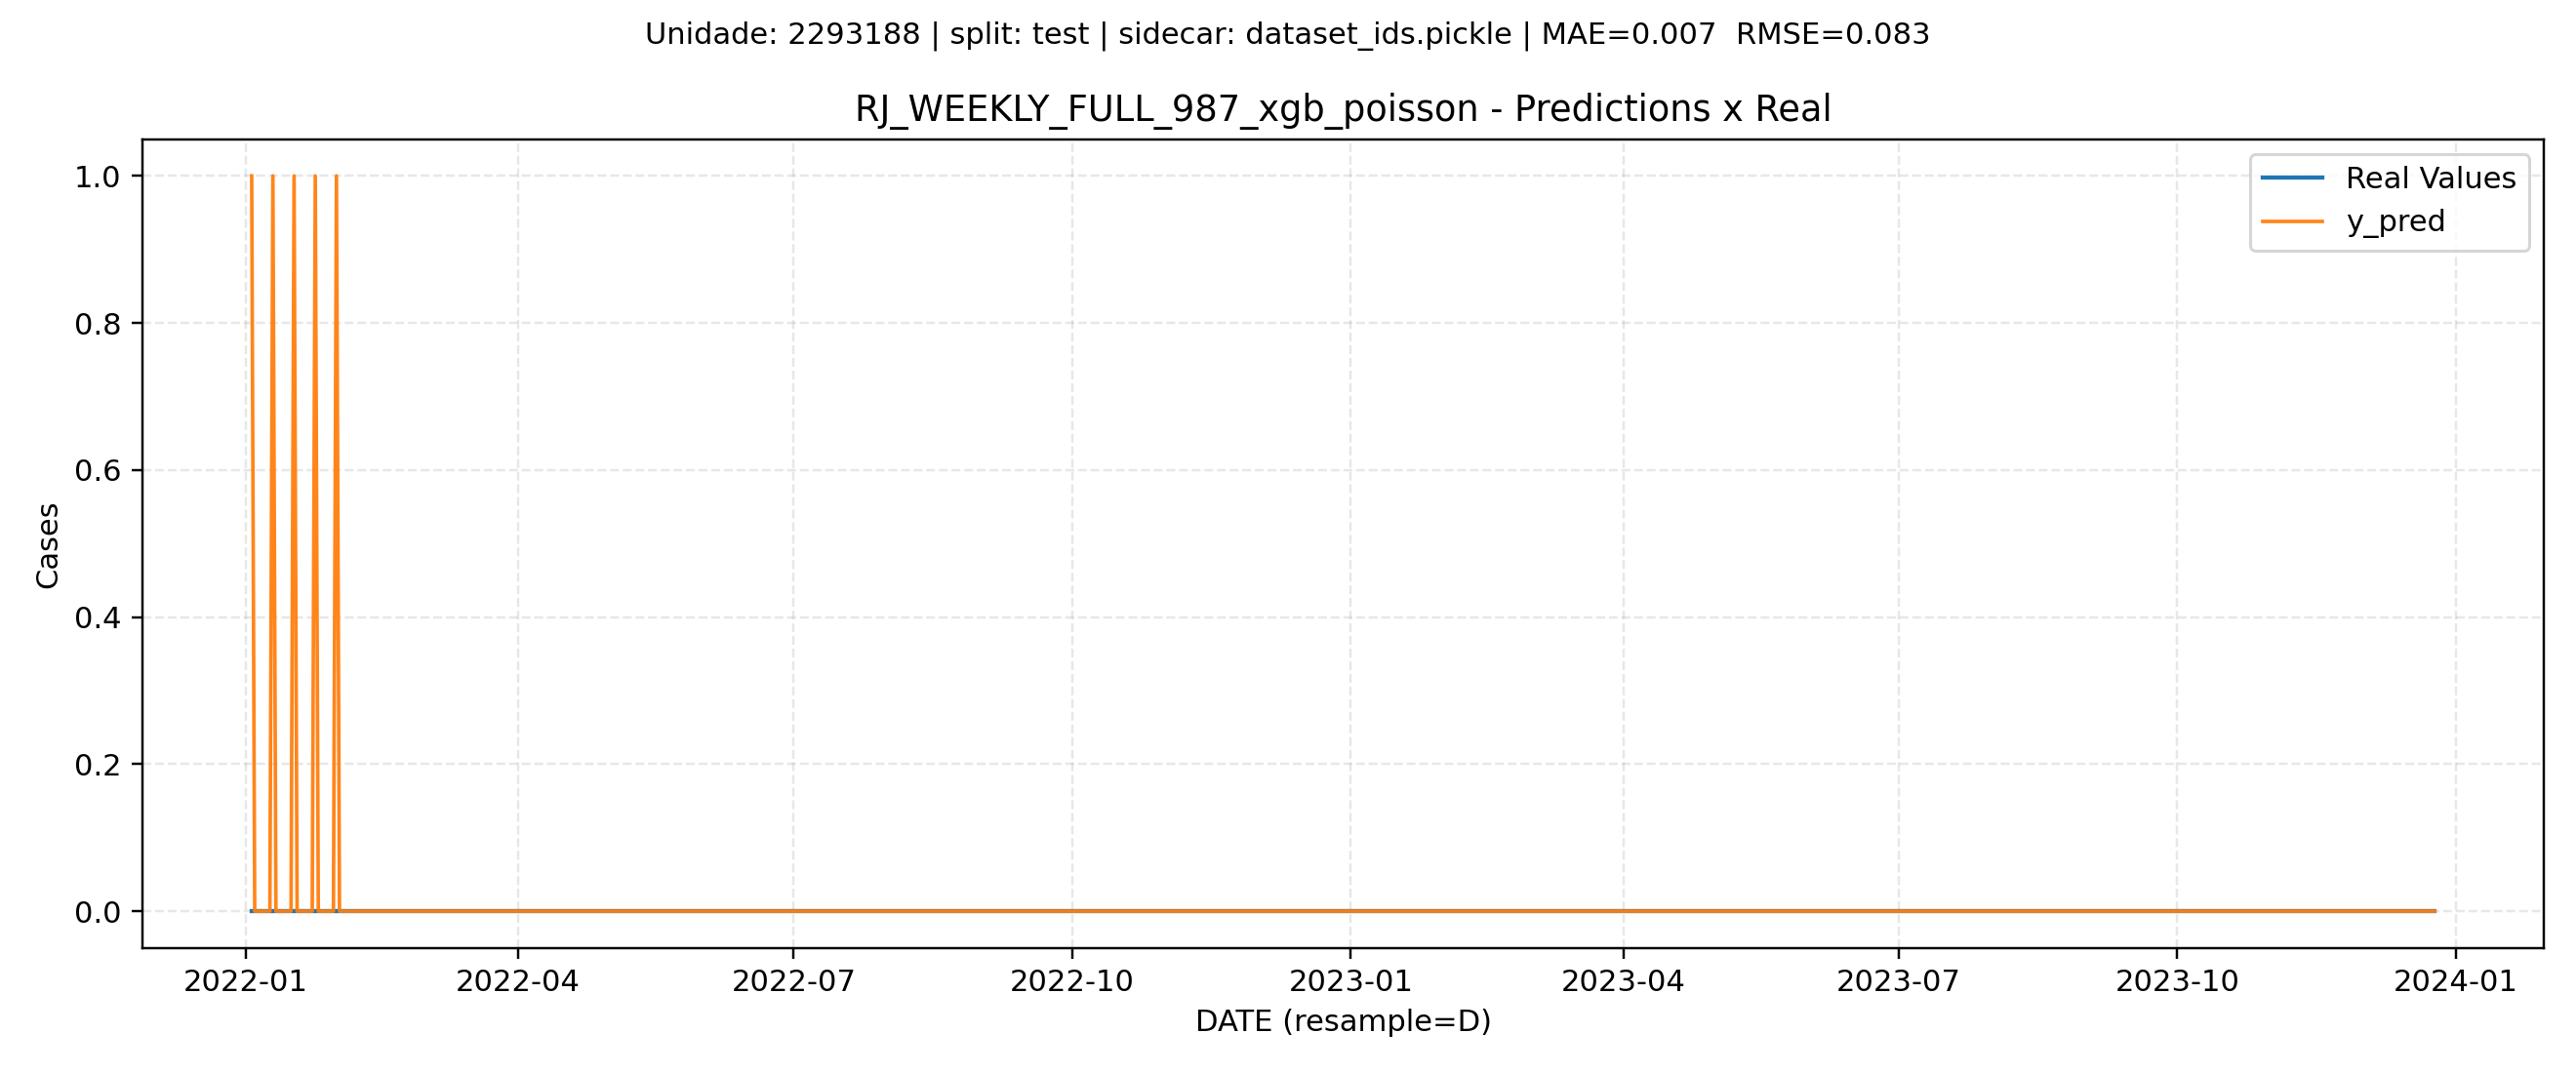 Unidade: 2293188 | split: test | sidecar: dataset_ids.pickle | MAE=0.007  RMSE=0.083
RJ_WEEKLY_FULL_987_xgb_poisson - Predictions x Real
Real Values
y_pred
1.0
0.8
0.6
0.4
0.2
0.0
Cases
2022-01
2022-04
2022-07
2022-10
2023-01
2023-04
2023-07
2023-10
2024-01
DATE (resample=D)